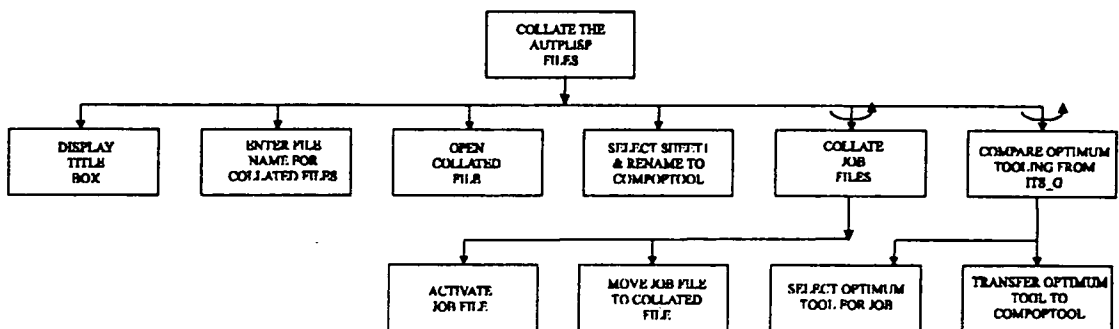 COLLATE THE
AUTPLISP
FILES
DISPLAY
TITLE
BOX
ENTER FILE
NAME FOR
COLLATED FILES
OPEN
COLLATED
FILE
SELECT SHEET1
& RENAME TO
COMPOPTOOL
COLLATE
JOB
FILES
COMPARE OPTIMUM
TOOLING FROM
ITS_G
ACTIVATE
JOB FILE
MOVE JOB FILE
TO COLLATED
FILE
SELECT OPTIMUM
TOOL FOR JOB
TRANSFER OPTIMUM
TOOL TO
COMPOPTOOL